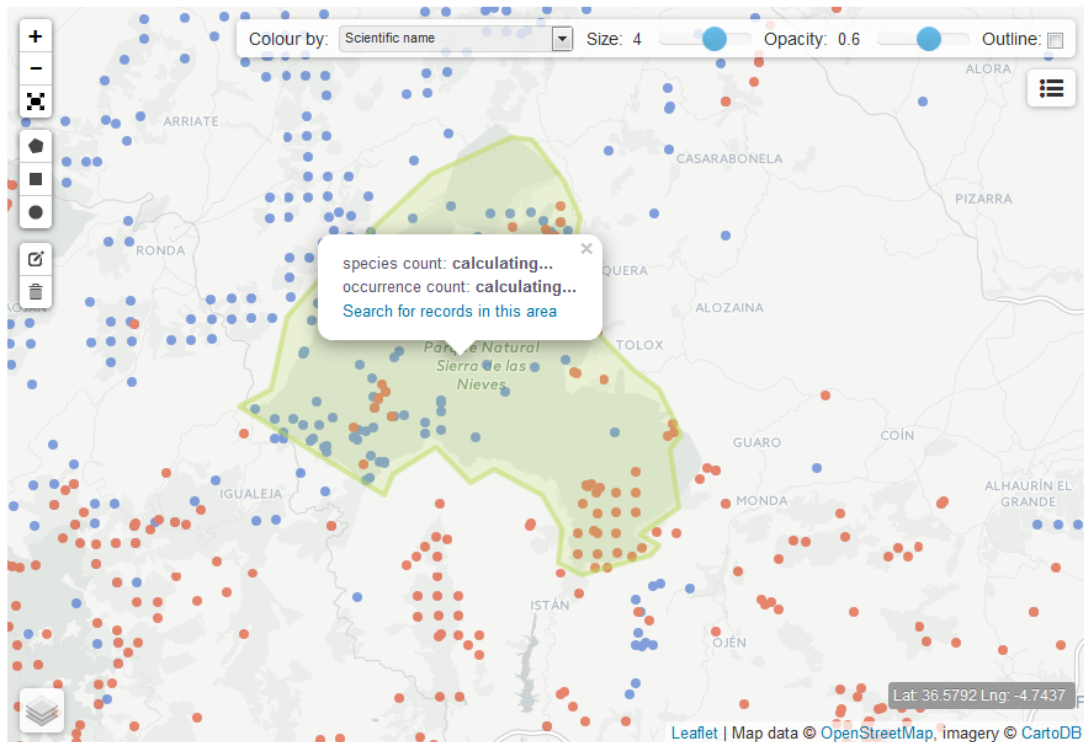 +
Colour by: Scientific name Size: 4 Opacity: 0.6 Outline:
−
ALORA
ARRIATE
CASARABONELA
PIZARRA
RONDA
×
species count: calculating...
QUERA
occurrence count: calculating...
Search for records in this area
ALOZAINA
TOLOX
Parque Natural
Sierra de las
Nieves
GUARO
COÍN
IGUALEJA
MONDA
ALHAURÍN EL
GRANDE
ISTÁN
OJÉN
Lat: 36.5792 Lng: -4.7437
Leaflet | Map data © OpenStreetMap, imagery © CartoDB